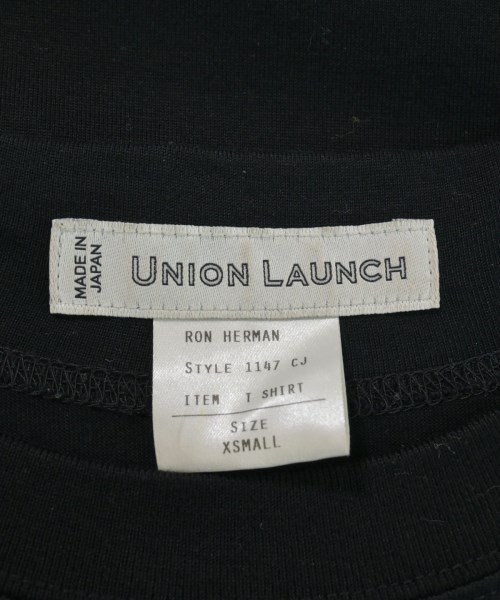 MADE IN
JAPAN
UNION LAUNCH
RON HERMAN
STYLE 1147 CJ
ITEM T SHIRT
SIZE
XSMALL